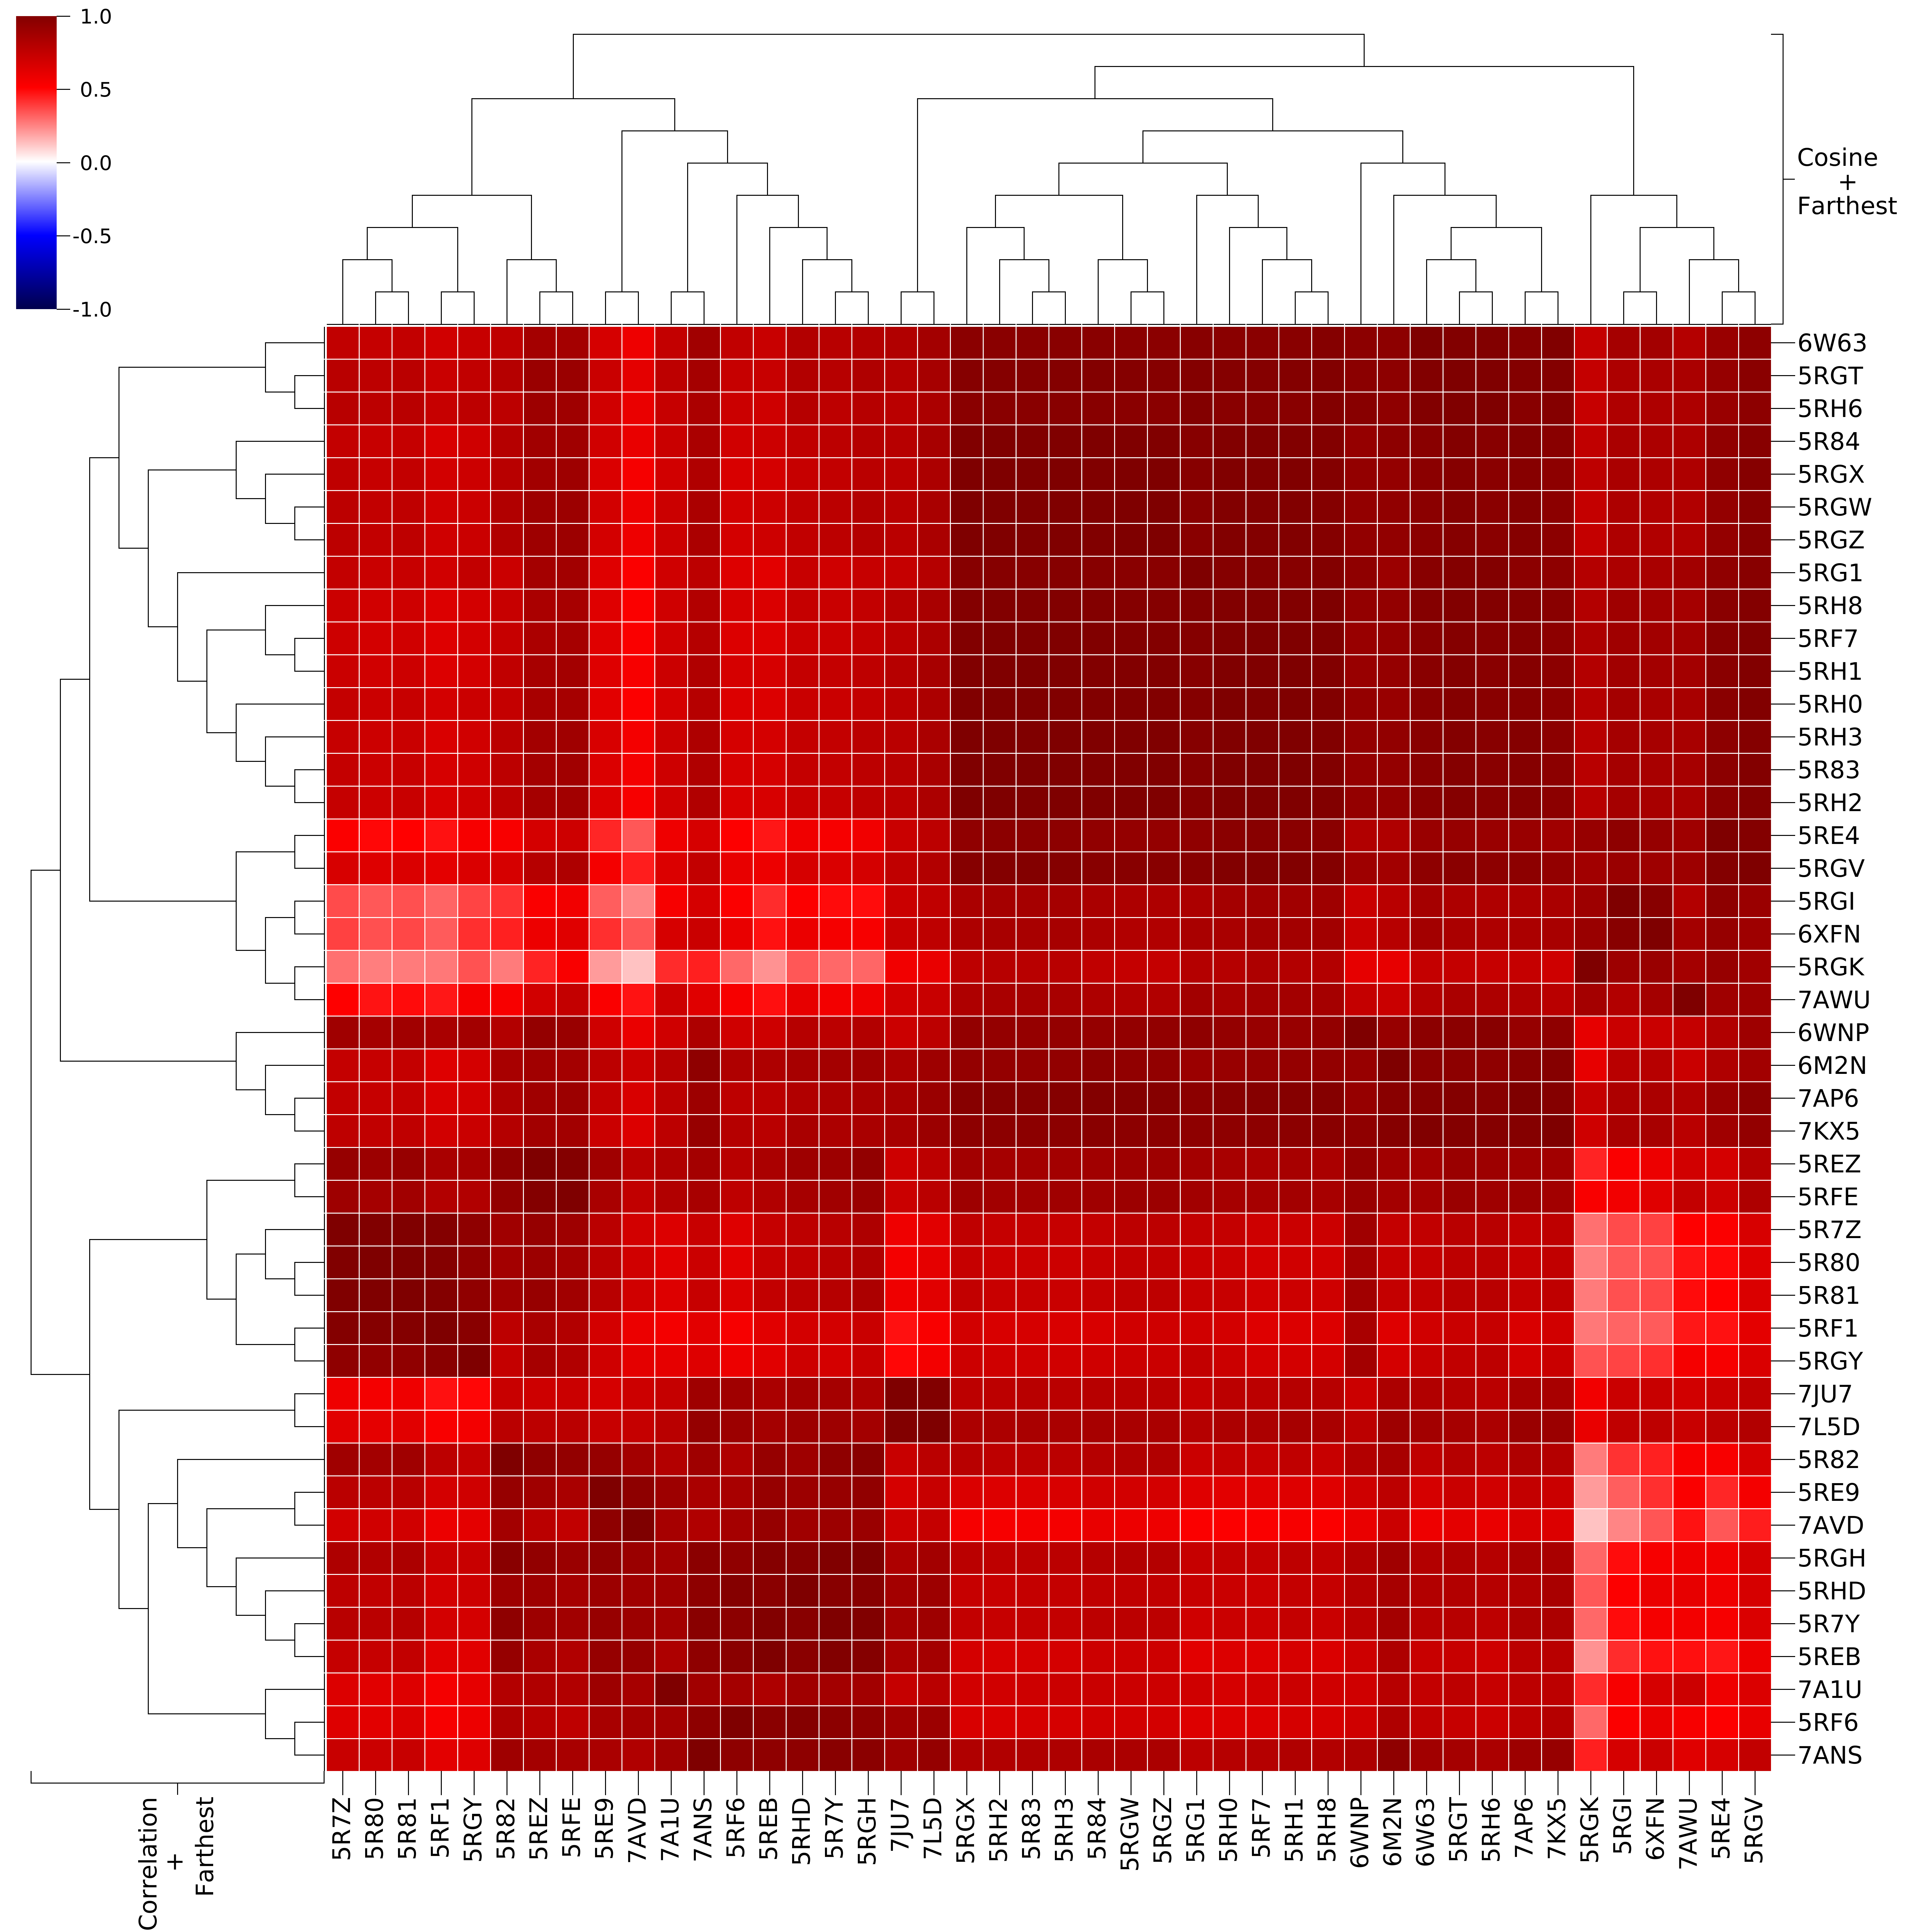 1.0
0.5
0.0
-0.5
-1.0
Cosine
+
Farthest
6W63
5RGT
5RH6
5R84
5RGX
5RGW
5RGZ
5RG1
5RH8
5RF7
5RH1
5RH0
5RH3
5R83
5RH2
5RE4
5RGV
5RGI
6XFN
5RGK
7AWU
6WNP
6M2N
7AP6
7KX5
5REZ
5RFE
5R7Z
5R80
5R81
5RF1
5RGY
7JU7
7L5D
5R82
5RE9
7AVD
5RGH
5RHD
5R7Y
5REB
7A1U
5RF6
7ANS
Correlation
+
Farthest
5R7Z
5R80
5R81
5RF1
5RGY
5R82
5REZ
5RFE
5RE9
7AVD
7A1U
7ANS
5RF6
5REB
5RHD
5R7Y
5RGH
7JU7
7L5D
5RGX
5RH2
5R83
5RH3
5R84
5RGW
5RGZ
5RG1
5RH0
5RF7
5RH1
5RH8
6WNP
6M2N
6W63
5RGT
5RH6
7AP6
7KX5
5RGK
5RGI
6XFN
7AWU
5RE4
5RGV